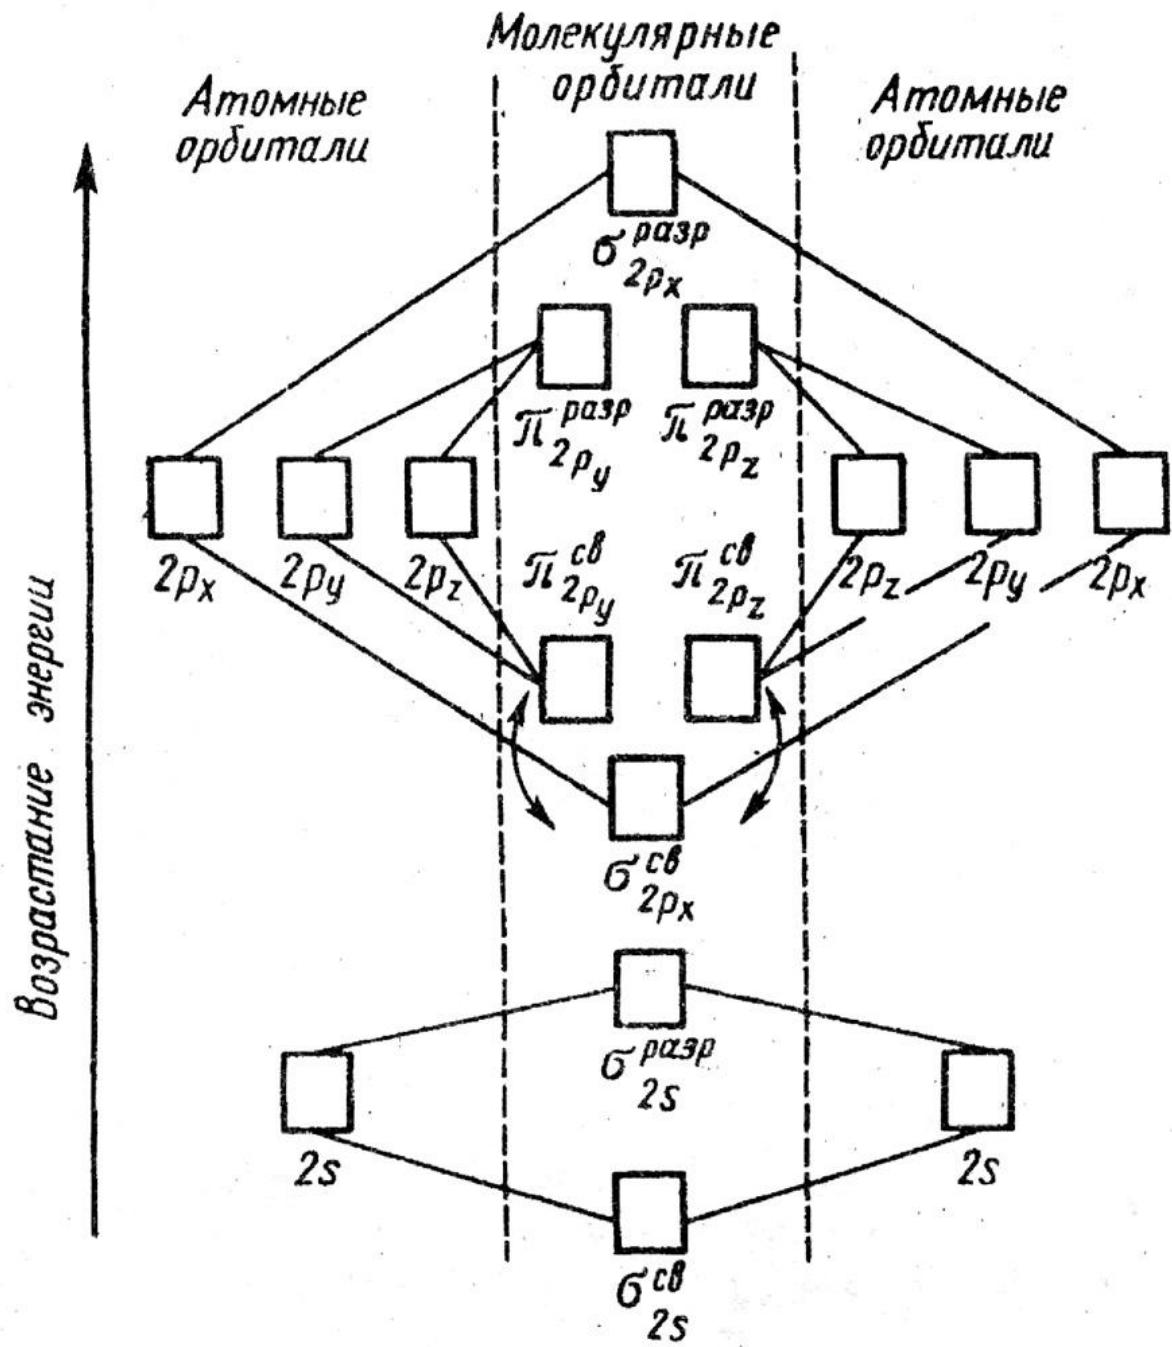 Молекулярные
орбитали
Атомные
орбитали
Атомные
орбитали
σ разр 2px
π разр 2py
π разр 2pz
2px 2py 2pz
π св 2py
π св 2pz
2pz 2py 2px
σ св 2px
σ разр 2s
2s
2s
σ св 2s
Возрастание энергии